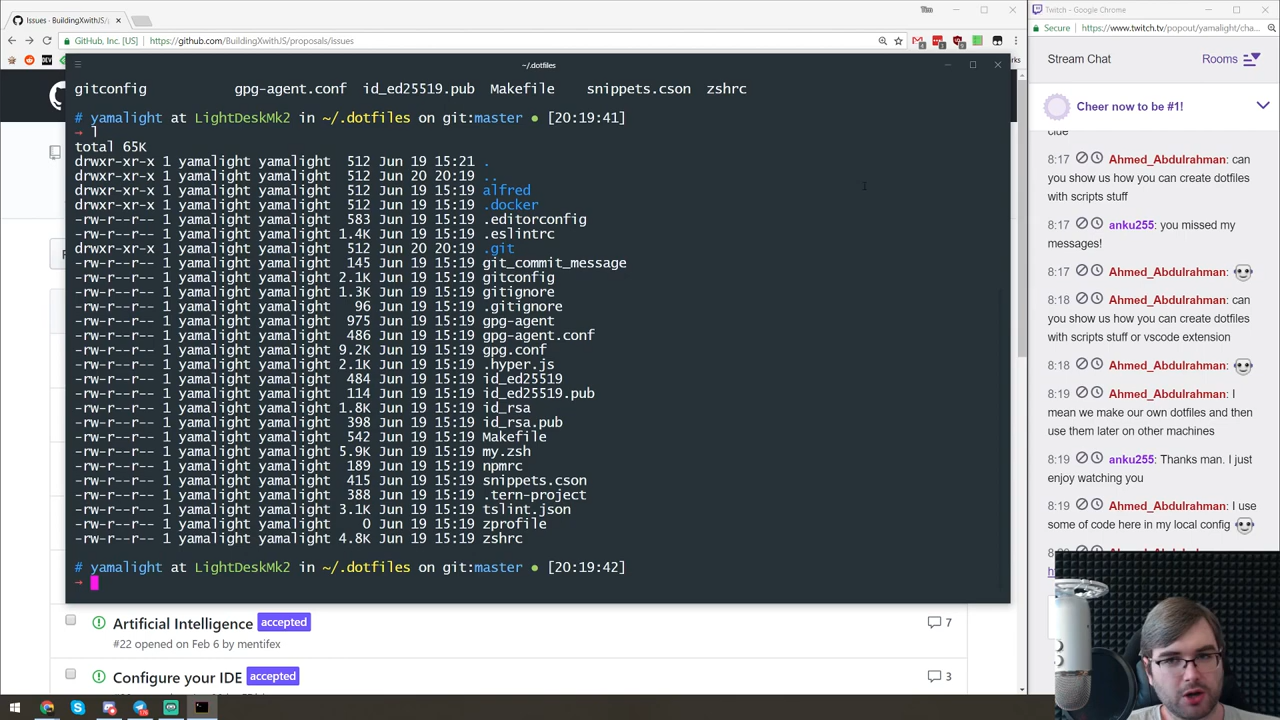 Issues · BuildingXwithJS/
Tim
GitHub, Inc. [US]
https://github.com/BuildingXwithJS/proposals/issues
~/.dotfiles
gitconfig gpg-agent.conf id_ed25519.pub Makefile snippets.cson zshrc
# yamalight at LightDeskMk2 in ~/.dotfiles on git:master ● [20:19:41]
→ l
total 65K
drwxr-xr-x 1 yamalight yamalight 512 Jun 19 15:21 .
drwxr-xr-x 1 yamalight yamalight 512 Jun 20 20:19 ..
drwxr-xr-x 1 yamalight yamalight 512 Jun 19 15:19 alfred
drwxr-xr-x 1 yamalight yamalight 512 Jun 19 15:19 .docker
-rw-r--r-- 1 yamalight yamalight 583 Jun 19 15:19 .editorconfig
-rw-r--r-- 1 yamalight yamalight 1.4K Jun 19 15:19 .eslintrc
drwxr-xr-x 1 yamalight yamalight 512 Jun 20 20:19 .git
-rw-r--r-- 1 yamalight yamalight 145 Jun 19 15:19 git_commit_message
-rw-r--r-- 1 yamalight yamalight 2.1K Jun 19 15:19 gitconfig
-rw-r--r-- 1 yamalight yamalight 1.3K Jun 19 15:19 gitignore
-rw-r--r-- 1 yamalight yamalight 96 Jun 19 15:19 .gitignore
-rw-r--r-- 1 yamalight yamalight 975 Jun 19 15:19 gpg-agent
-rw-r--r-- 1 yamalight yamalight 486 Jun 19 15:19 gpg-agent.conf
-rw-r--r-- 1 yamalight yamalight 9.2K Jun 19 15:19 gpg.conf
-rw-r--r-- 1 yamalight yamalight 2.1K Jun 19 15:19 .hyper.js
-rw-r--r-- 1 yamalight yamalight 484 Jun 19 15:19 id_ed25519
-rw-r--r-- 1 yamalight yamalight 114 Jun 19 15:19 id_ed25519.pub
-rw-r--r-- 1 yamalight yamalight 1.8K Jun 19 15:19 id_rsa
-rw-r--r-- 1 yamalight yamalight 398 Jun 19 15:19 id_rsa.pub
-rw-r--r-- 1 yamalight yamalight 542 Jun 19 15:19 Makefile
-rw-r--r-- 1 yamalight yamalight 5.9K Jun 19 15:19 my.zsh
-rw-r--r-- 1 yamalight yamalight 189 Jun 19 15:19 npmrc
-rw-r--r-- 1 yamalight yamalight 415 Jun 19 15:19 snippets.cson
-rw-r--r-- 1 yamalight yamalight 388 Jun 19 15:19 .tern-project
-rw-r--r-- 1 yamalight yamalight 3.1K Jun 19 15:19 tslint.json
-rw-r--r-- 1 yamalight yamalight 0 Jun 19 15:19 zprofile
-rw-r--r-- 1 yamalight yamalight 4.8K Jun 19 15:19 zshrc
# yamalight at LightDeskMk2 in ~/.dotfiles on git:master ● [20:19:42]
→
Artificial Intelligence accepted 7
#22 opened on Feb 6 by mentifex
Configure your IDE accepted 3
Twitch - Google Chrome
Secure https://www.twitch.tv/popout/yamalight/cha...
Stream Chat Rooms
Cheer now to be #1!
clue
8:17 Ahmed_Abdulrahman: can
you show us how you can create dotfiles
with scripts stuff
8:17 anku255: you missed my
messages!
8:17 Ahmed_Abdulrahman:
8:18 Ahmed_Abdulrahman: can
you show us how you can create dotfiles
with scripts stuff or vscode extension
8:18 Ahmed_Abdulrahman:
8:19 Ahmed_Abdulrahman: I
mean we make our own dotfiles and then
use them later on other machines
8:19 anku255: Thanks man. I just
enjoy watching you
8:19 Ahmed_Abdulrahman: I use
some of code here in my local config